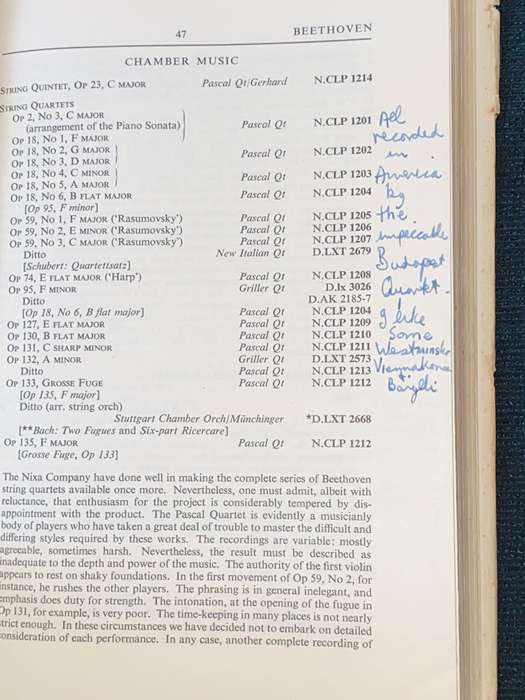 47 BEETHOVEN
CHAMBER MUSIC
STRING QUINTET, OP 23, C MAJOR Pascal Qt/Gerhard N.CLP 1214
STRING QUARTETS
OP 2, NO 3, C MAJOR
(arrangement of the Piano Sonata) Pascal Qt N.CLP 1201
OP 18, NO 1, F MAJOR
OP 18, NO 2, G MAJOR Pascal Qt N.CLP 1202
OP 18, NO 3, D MAJOR
OP 18, NO 4, C MINOR Pascal Qt N.CLP 1203
OP 18, NO 5, A MAJOR
OP 18, NO 6, B FLAT MAJOR Pascal Qt N.CLP 1204
[Op 95, F minor]
OP 59, NO 1, F MAJOR ('Rasumovsky') Pascal Qt N.CLP 1205
OP 59, NO 2, E MINOR ('Rasumovsky') Pascal Qt N.CLP 1206
OP 59, NO 3, C MAJOR ('Rasumovsky') Pascal Qt N.CLP 1207
Ditto New Italian Qt D.LXT 2679
[Schubert: Quartettsatz]
OP 74, E FLAT MAJOR ('Harp') Pascal Qt N.CLP 1208
OP 95, F MINOR Griller Qt D.lx 3026
Ditto D.AK 2185-7
[Op 18, No 6, B flat major] Pascal Qt N.CLP 1204
OP 127, E FLAT MAJOR Pascal Qt N.CLP 1209
OP 130, B FLAT MAJOR Pascal Qt N.CLP 1210
OP 131, C SHARP MINOR Pascal Qt N.CLP 1211
OP 132, A MINOR Griller Qt D.LXT 2573
Ditto Pascal Qt N.CLP 1213
OP 133, GROSSE FUGE Pascal Qt N.CLP 1212
[Op 135, F major]
Ditto (arr. string orch)
Stuttgart Chamber Orch/Münchinger *D.LXT 2668
[**Bach: Two Fugues and Six-part Ricercare]
OP 135, F MAJOR Pascal Qt N.CLP 1212
[Grosse Fuge, Op 133]
All
recorded
in
America
by
the
impeccable
Budapest
Quartet.
I like
Some
Westminster
Barylli
The Nixa Company have done well in making the complete series of Beethoven
string quartets available once more. Nevertheless, one must admit, albeit with
reluctance, that enthusiasm for the project is considerably tempered by dis-
appointment with the product. The Pascal Quartet is evidently a musicianly
body of players who have taken a great deal of trouble to master the difficult and
differing styles required by these works. The recordings are variable: mostly
agreeable, sometimes harsh. Nevertheless, the result must be described as
inadequate to the depth and power of the music. The authority of the first violin
appears to rest on shaky foundations. In the first movement of Op 59, No 2, for
instance, he rushes the other players. The phrasing is in general inelegant, and
emphasis does duty for strength. The intonation, at the opening of the fugue in
Op 131, for example, is very poor. The time-keeping in many places is not nearly
strict enough. In these circumstances we have decided not to embark on detailed
consideration of each performance. In any case, another complete recording of